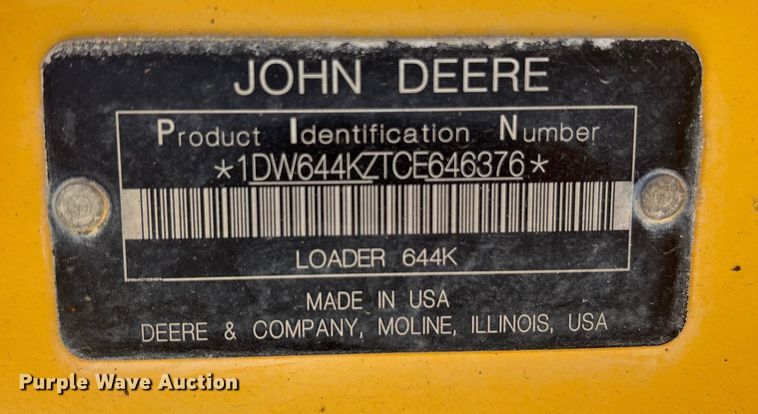 JOHN DEERE
Product Identification Number
*1DW644KZTCE646376*
LOADER 644K
MADE IN USA
DEERE & COMPANY, MOLINE, ILLINOIS, USA
Purple Wave Auction